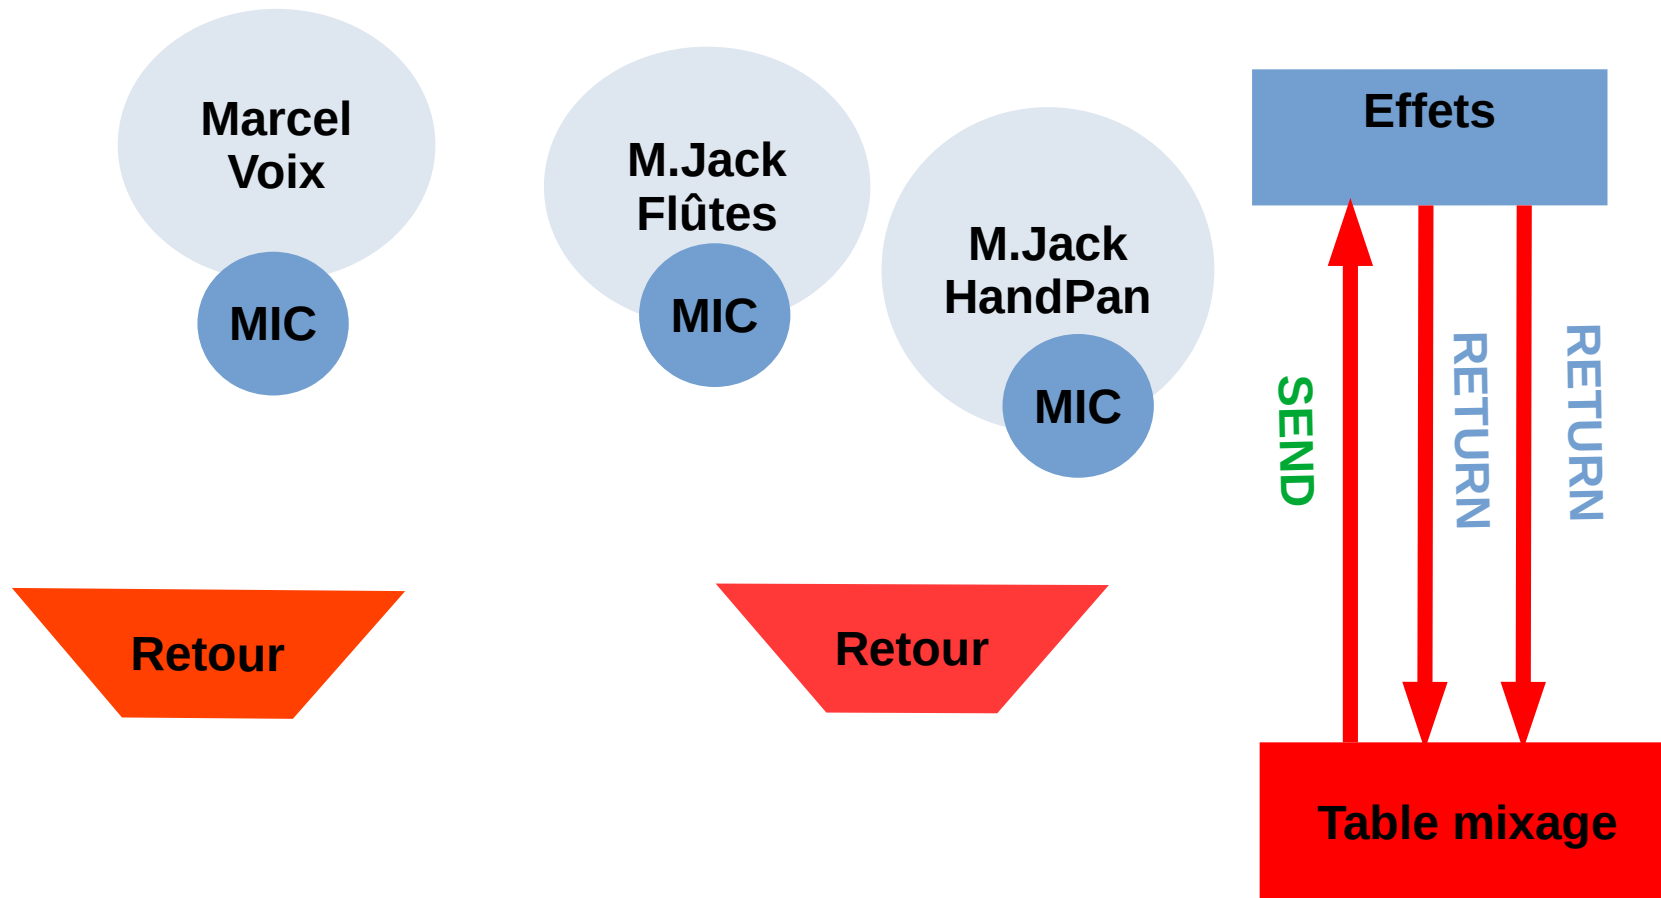 Marcel
Voix
MIC
M.Jack
Flûtes
MIC
M.Jack
HandPan
MIC
Effets
SEND
RETURN
RETURN
Retour
Retour
Table mixage